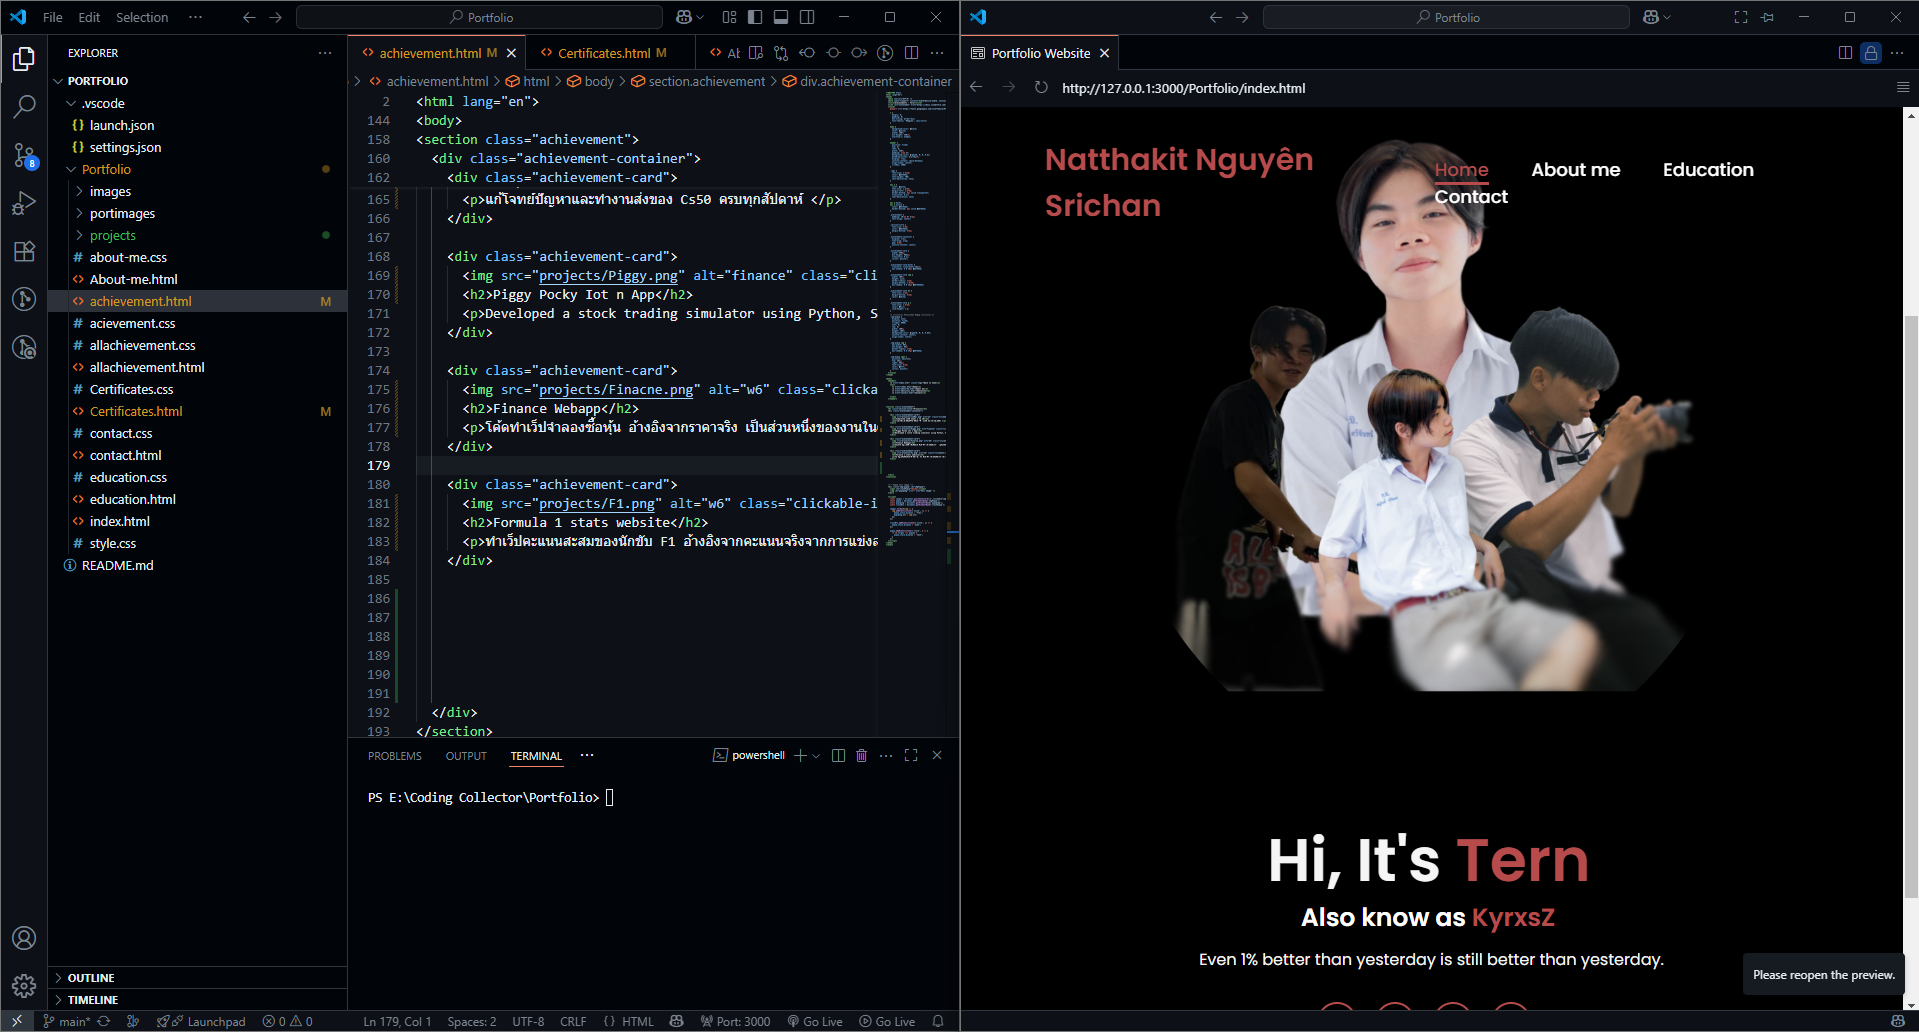 File Edit Selection ··· Portfolio
EXPLORER
PORTFOLIO
.vscode
launch.json
settings.json
Portfolio
images
portimages
projects
about-me.css
About-me.html
achievement.html M
acievement.css
allachievement.css
allachievement.html
Certificates.css
Certificates.html M
contact.css
contact.html
education.css
education.html
index.html
style.css
README.md
OUTLINE
TIMELINE
8
achievement.html M Certificates.html M
achievement.html > html > body > section.achievement > div.achievement-container
2 <html lang="en">
144 <body>
158 <section class="achievement">
160 <div class="achievement-container">
162 <div class="achievement-card">
165 <p>แก้โจทย์ปัญหาและทำงานส่งของ Cs50 ครบทุกสัปดาห์ </p>
166 </div>
167
168 <div class="achievement-card">
169 <img src="projects/Piggy.png" alt="finance" class="cli
170 <h2>Piggy Pocky Iot n App</h2>
171 <p>Developed a stock trading simulator using Python, S
172 </div>
173
174 <div class="achievement-card">
175 <img src="projects/Finacne.png" alt="w6" class="clicka
176 <h2>Finance Webapp</h2>
177 <p>โค้ดทำเว็ปจำลองซื้อหุ้น อ้างอิงจากราคาจริง เป็นส่วนหนึ่งของงานใน
178 </div>
179
180 <div class="achievement-card">
181 <img src="projects/F1.png" alt="w6" class="clickable-i
182 <h2>Formula 1 stats website</h2>
183 <p>ทำเว็ปคะแนนสะสมของนักขับ F1 อ้างอิงจากคะแนนจริงจากการแข่งล
184 </div>
185
186
187
188
189
190
191
192 </div>
193 </section>
PROBLEMS OUTPUT TERMINAL ··· powershell
PS E:\Coding Collector\Portfolio>
main* Launchpad 0 0 Ln 179, Col 1 Spaces: 2 UTF-8 CRLF {} HTML Port: 3000 Go Live Go Live
Portfolio
Portfolio Website
http://127.0.0.1:3000/Portfolio/index.html
Natthakit Nguyên
Srichan
Home About me Education
Contact
Hi, It's Tern
Also know as KyrxsZ
Even 1% better than yesterday is still better than yesterday.
Please reopen the preview.